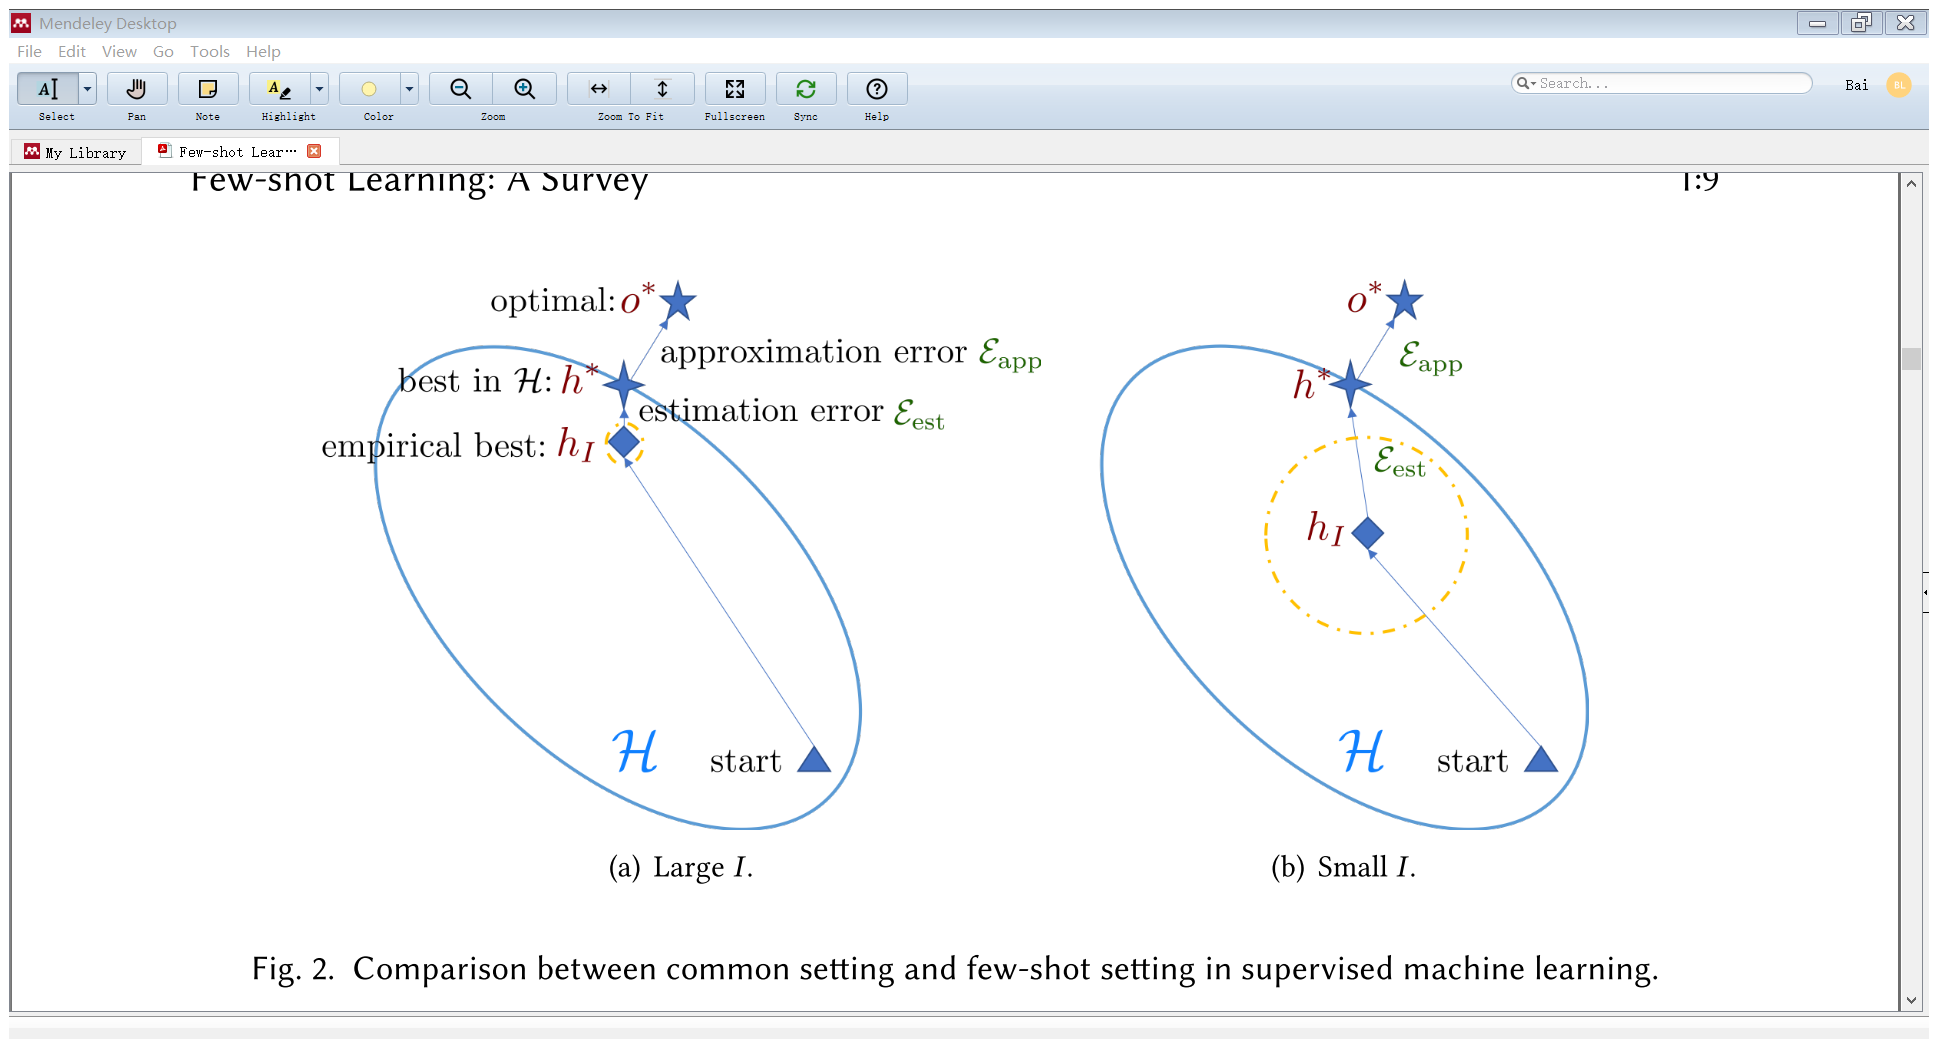 Mendeley Desktop
File Edit View Go Tools Help
Search...
Bai BL
Select Pan Note Highlight Color Zoom Zoom To Fit Fullscreen Sync Help
My Library Few-shot Lear…
Few-shot Learning: A Survey 1:9
optimal: o*
approximation error ℰapp
best in ℋ: h*
estimation error ℰest
empirical best: hI
ℋ start
(a) Large I.
o*
ℰapp
h*
ℰest
hI
ℋ start
(b) Small I.
Fig. 2. Comparison between common setting and few-shot setting in supervised machine learning.